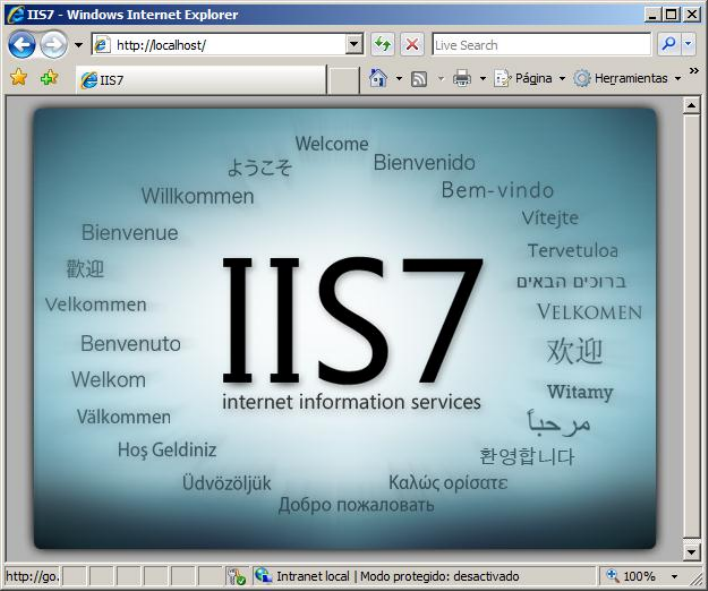 IIS7 - Windows Internet Explorer
http://localhost/
Live Search
IIS7
Página
Herramientas
Welcome
ようこそ
Bienvenido
Willkommen
Bem-vindo
Vítejte
Bienvenue
Tervetuloa
歡迎
ברוכים הבאים
Velkommen
VELKOMEN
IIS7
Benvenuto
欢迎
Welkom
Witamy
internet information services
Välkommen
مرحباً
Hoş Geldiniz
환영합니다
Üdvözöljük
Καλώς ορίσατε
Добро пожаловать
http://go.
Intranet local | Modo protegido: desactivado
100%